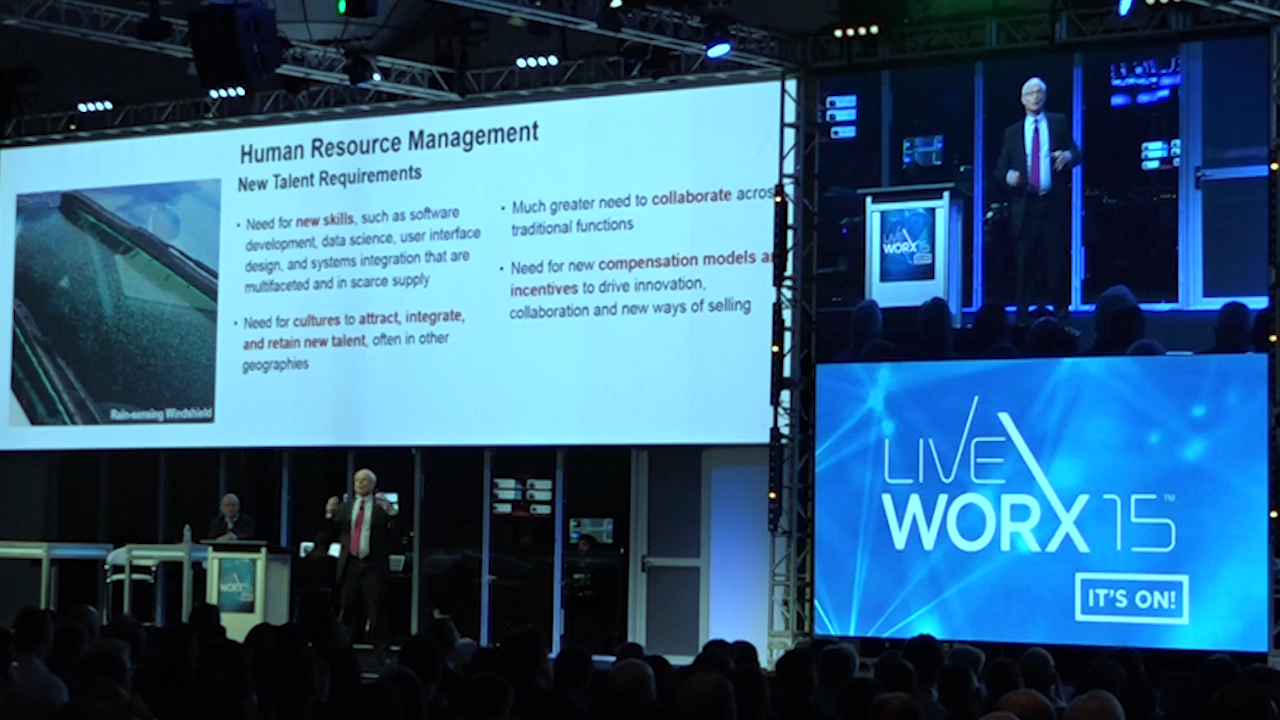 Human Resource Management
New Talent Requirements
• Need for new skills, such as software
development, data science, user interface
design, and systems integration that are
multifaceted and in scarce supply
• Need for cultures to attract, integrate,
and retain new talent, often in other
geographies
• Much greater need to collaborate acros
traditional functions
• Need for new compensation models a
incentives to drive innovation,
collaboration and new ways of selling
Rain-sensing Windshield
LIVE
WORX 15
LIVE
WORX 15™
IT'S ON!
WORX